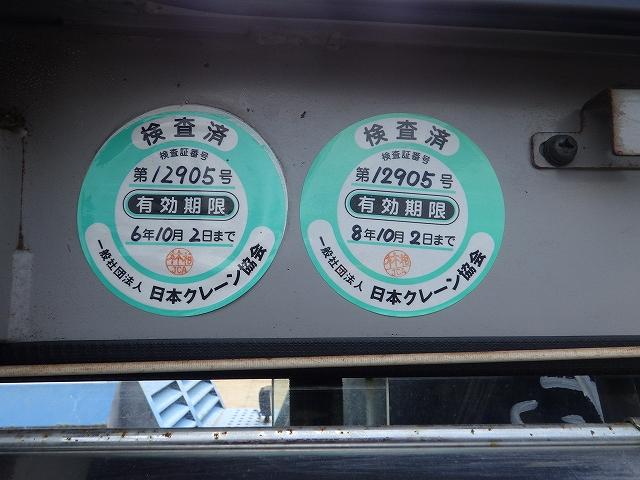 検査済
検査証番号
第12905号
有効期限
6年10月2日まで
JCA
一般社団法人 日本クレーン協会
検査済
検査証番号
第12905号
有効期限
8年10月2日まで
JCA
一般社団法人 日本クレーン協会